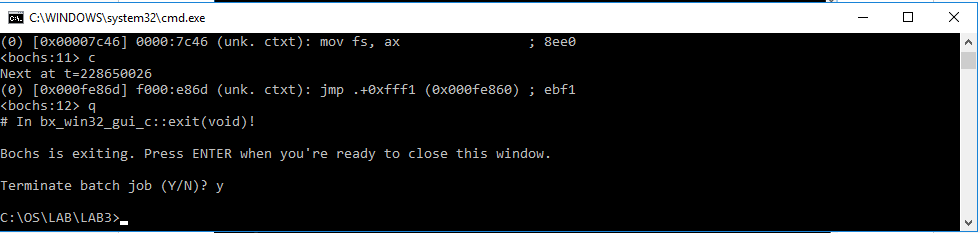 C:\WINDOWS\system32\cmd.exe
(0) [0x00007c46] 0000:7c46 (unk. ctxt): mov fs, ax                ; 8ee0
<bochs:11> c
Next at t=228650026
(0) [0x000fe86d] f000:e86d (unk. ctxt): jmp .+0xfff1 (0x000fe860) ; ebf1
<bochs:12> q
# In bx_win32_gui_c::exit(void)!
Bochs is exiting. Press ENTER when you're ready to close this window.
Terminate batch job (Y/N)? y
C:\OS\LAB\LAB3>